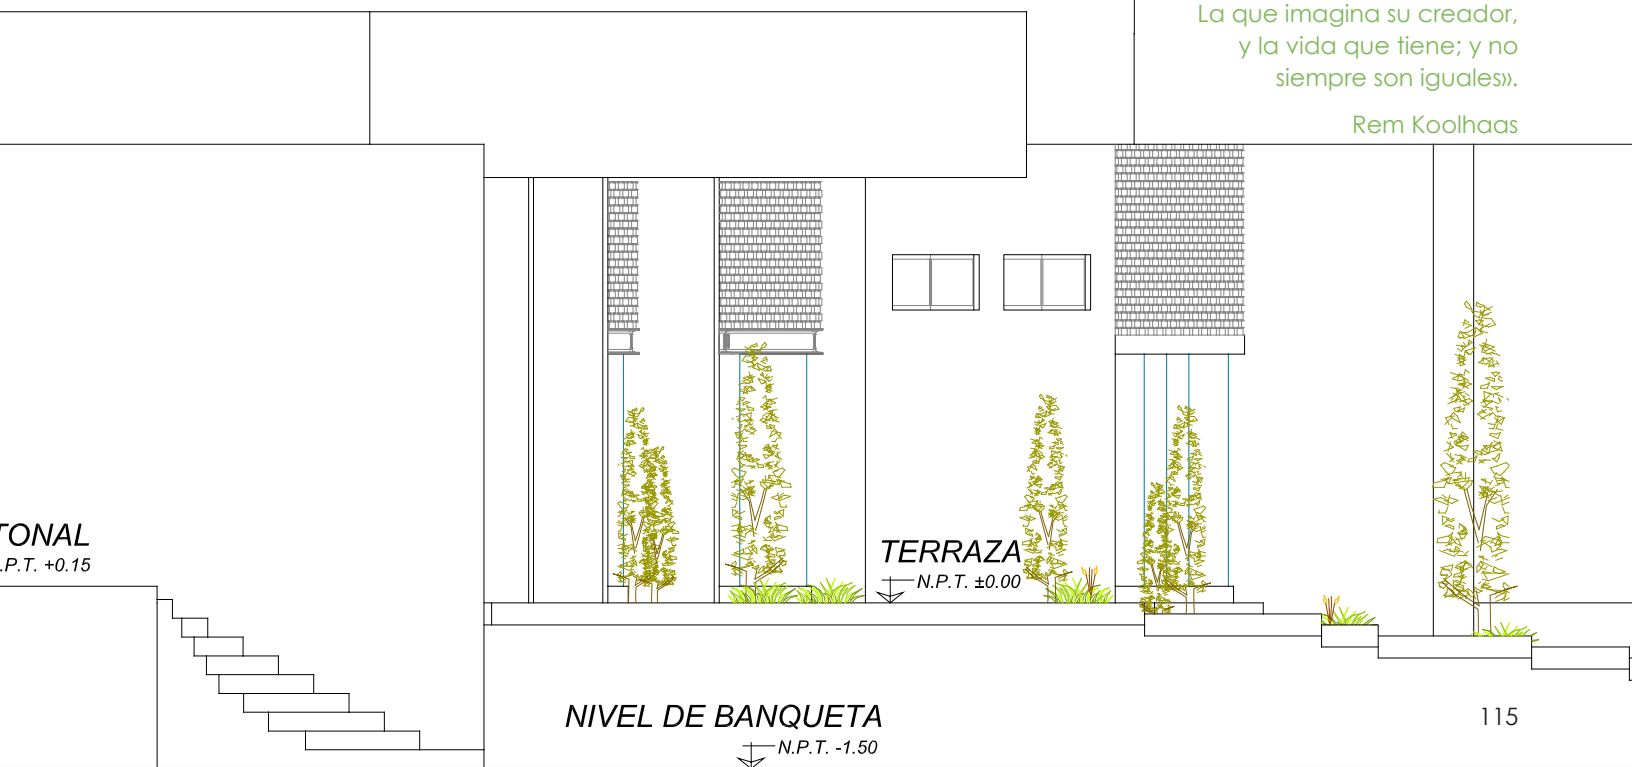 La que imagina su creador,
y la vida que tiene; y no
siempre son iguales».
Rem Koolhaas
TONAL
.P.T. +0.15
TERRAZA
N.P.T. ±0.00
NIVEL DE BANQUETA
N.P.T. -1.50
115